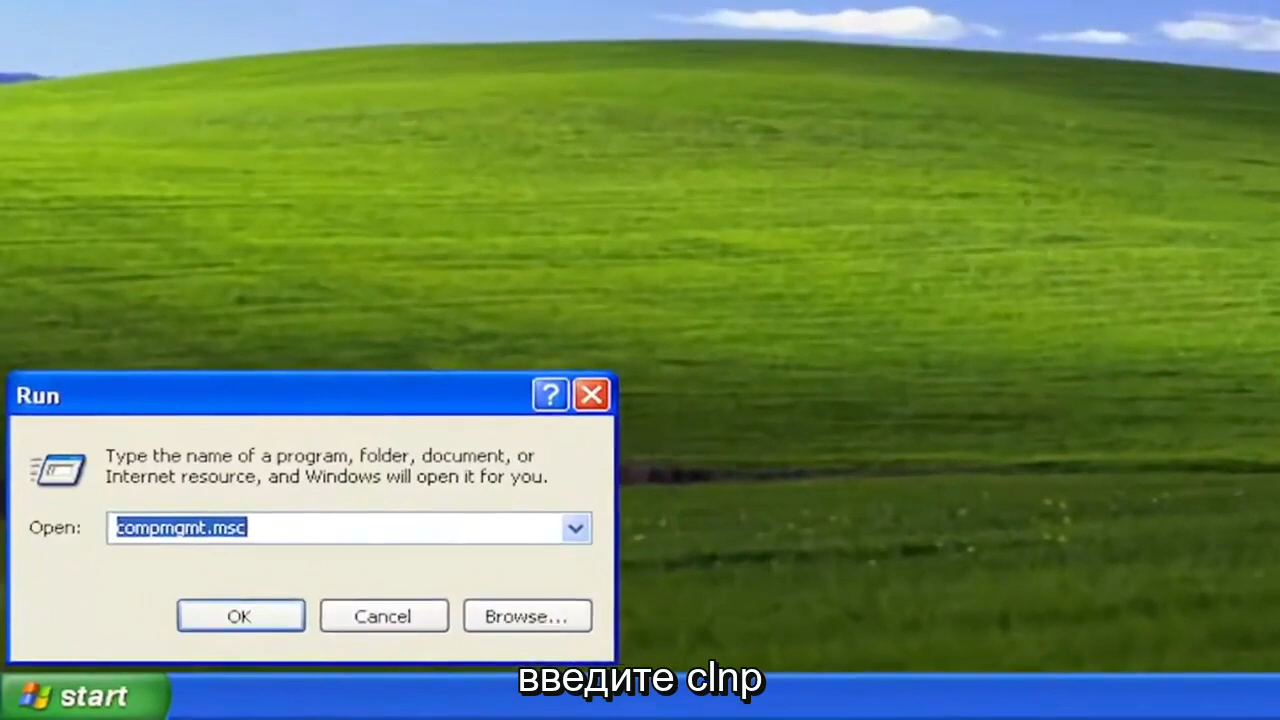 Run
Type the name of a program, folder, document, or
Internet resource, and Windows will open it for you.
Open:
compmgmt.msc
OK
Cancel
Browse...
введите clnp
start